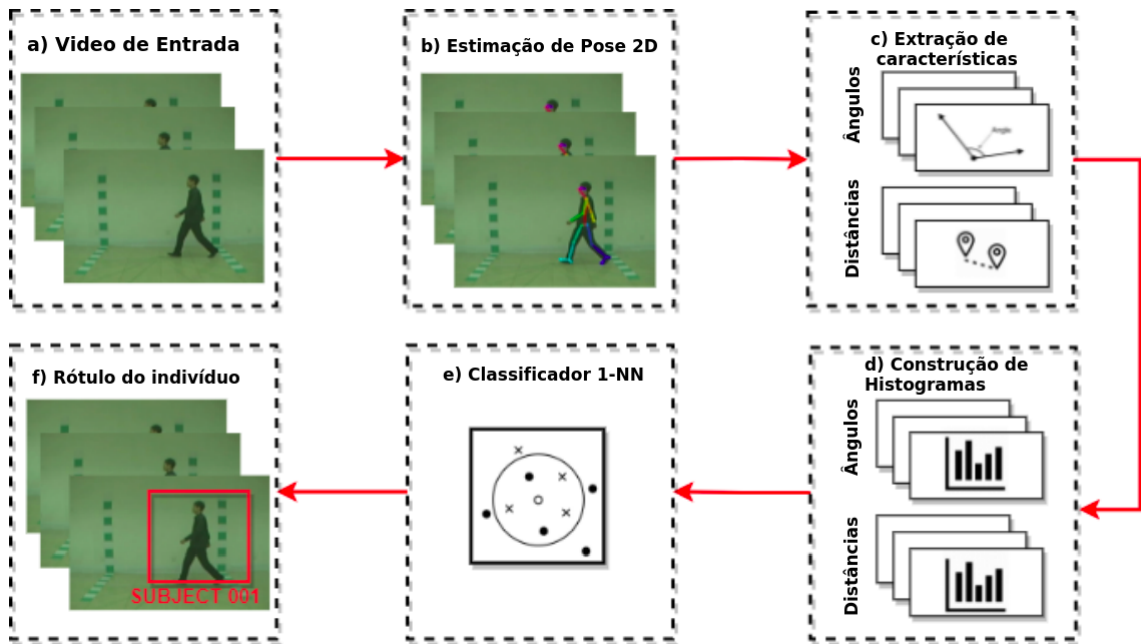 a) Video de Entrada
b) Estimação de Pose 2D
c) Extração de
características
Ângulos
Angle
Distâncias
d) Construção de
Histogramas
Ângulos
Distâncias
e) Classificador 1-NN
f) Rótulo do indivíduo
SUBJECT 001